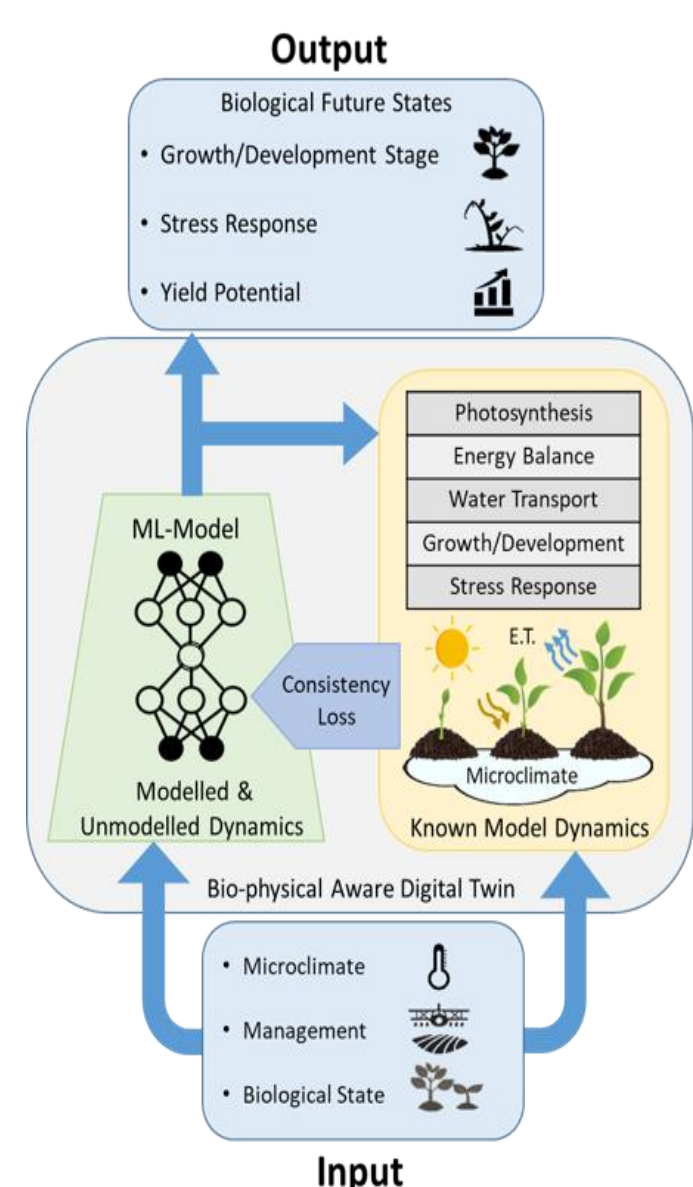 Output
Biological Future States
• Growth/Development Stage
• Stress Response
• Yield Potential
Photosynthesis
Energy Balance
Water Transport
Growth/Development
Stress Response
ML-Model
E.T.
Consistency
Loss
Microclimate
Modelled &
Unmodelled Dynamics
Known Model Dynamics
Bio-physical Aware Digital Twin
• Microclimate
• Management
• Biological State
Input